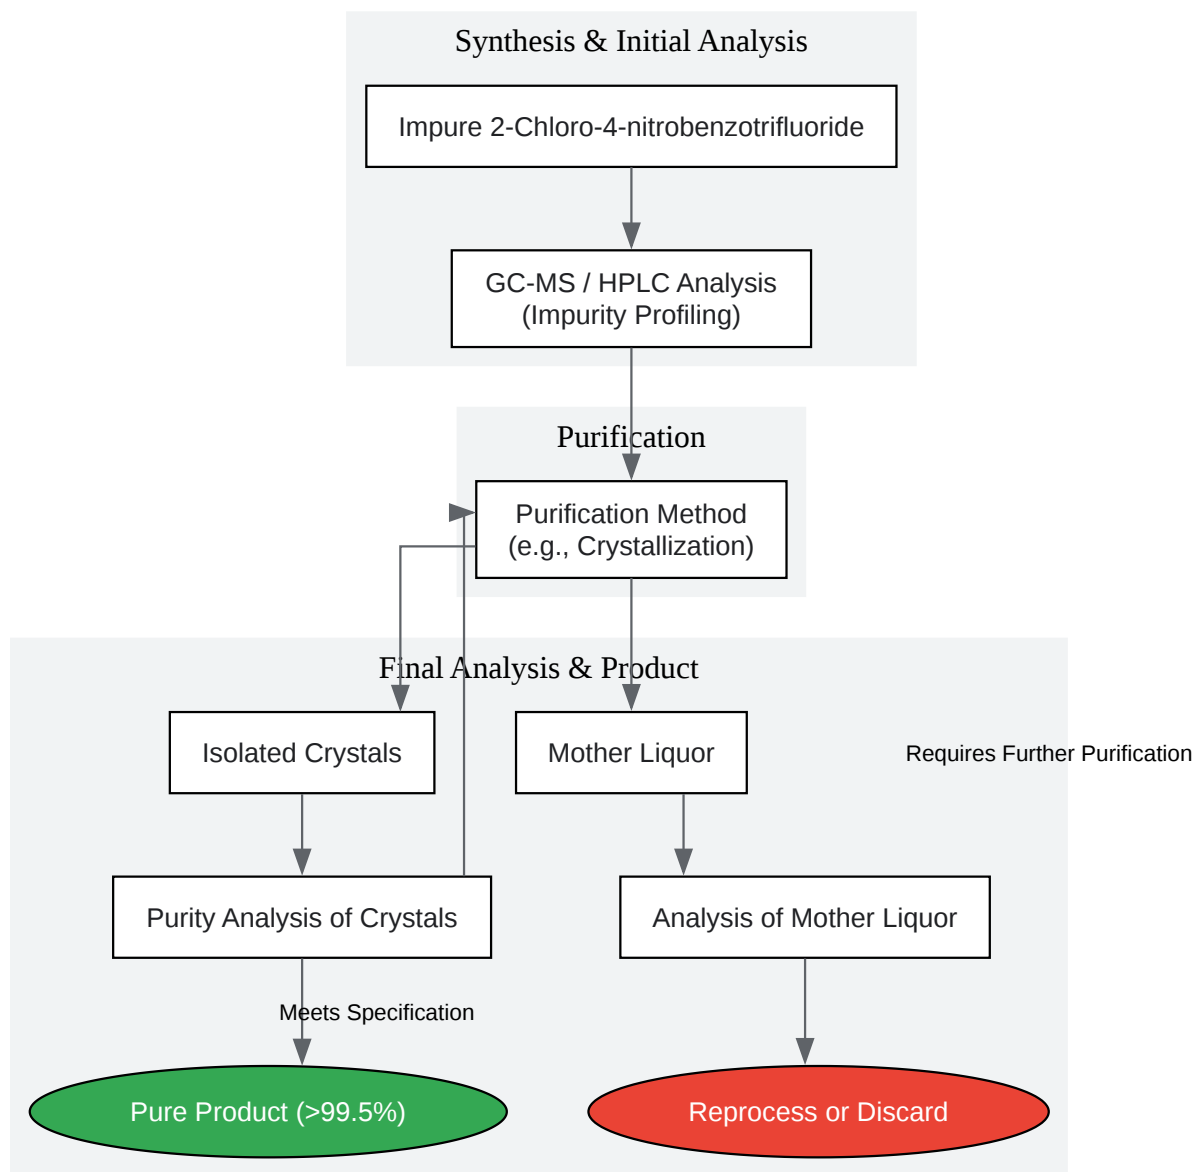 Synthesis & Initial Analysis
Impure 2-Chloro-4-nitrobenzotrifluoride
GC-MS / HPLC Analysis
(Impurity Profiling)
Purification
Purification Method
(e.g., Crystallization)
Final Analysis & Product
Isolated Crystals
Mother Liquor
Requires Further Purification
Purity Analysis of Crystals
Analysis of Mother Liquor
Meets Specification
Pure Product (>99.5%)
Reprocess or Discard